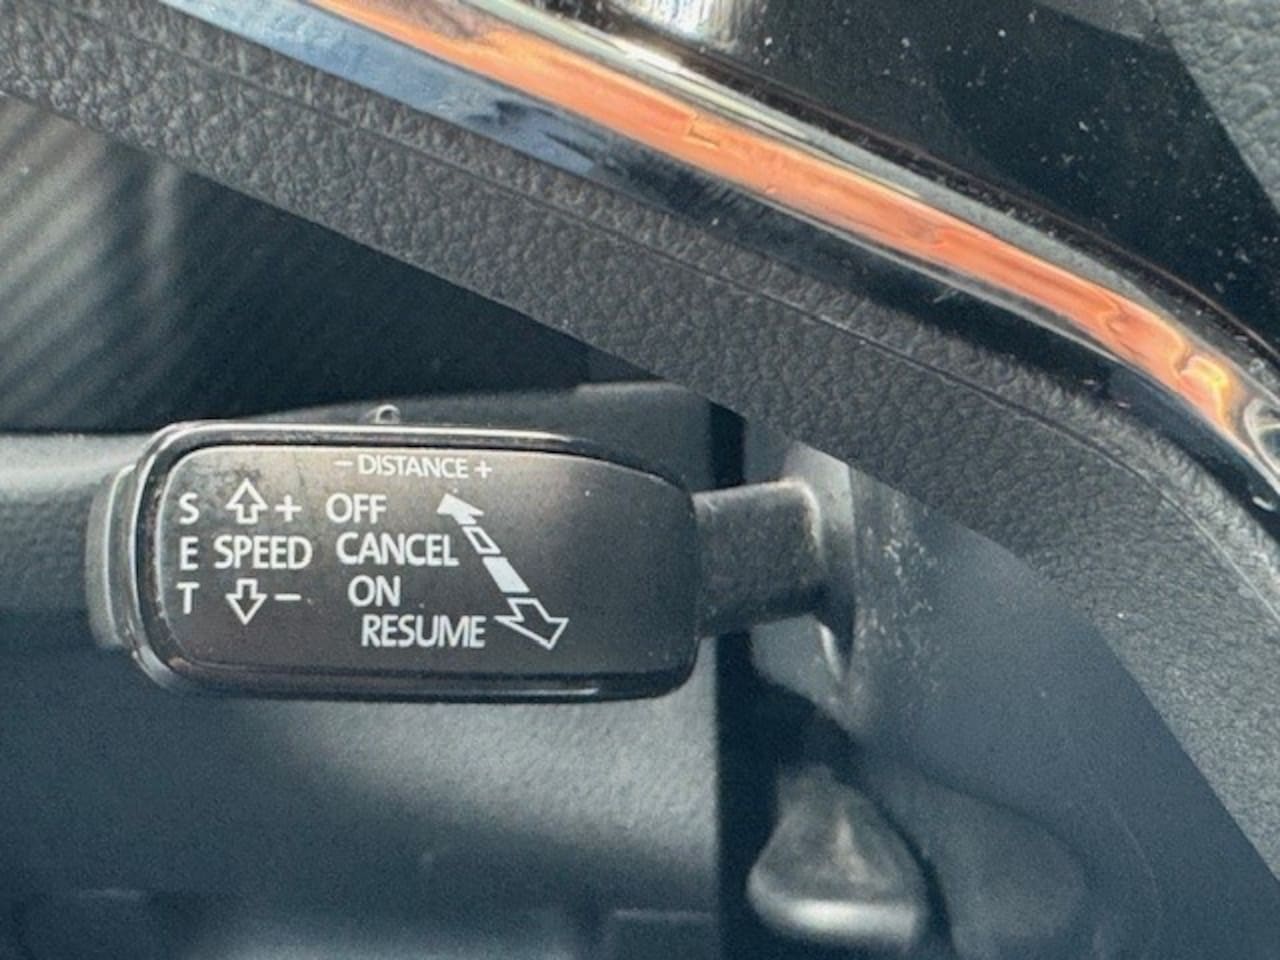 – DISTANCE +
S ⇧+ OFF
E SPEED CANCEL
T ⇩– ON
RESUME